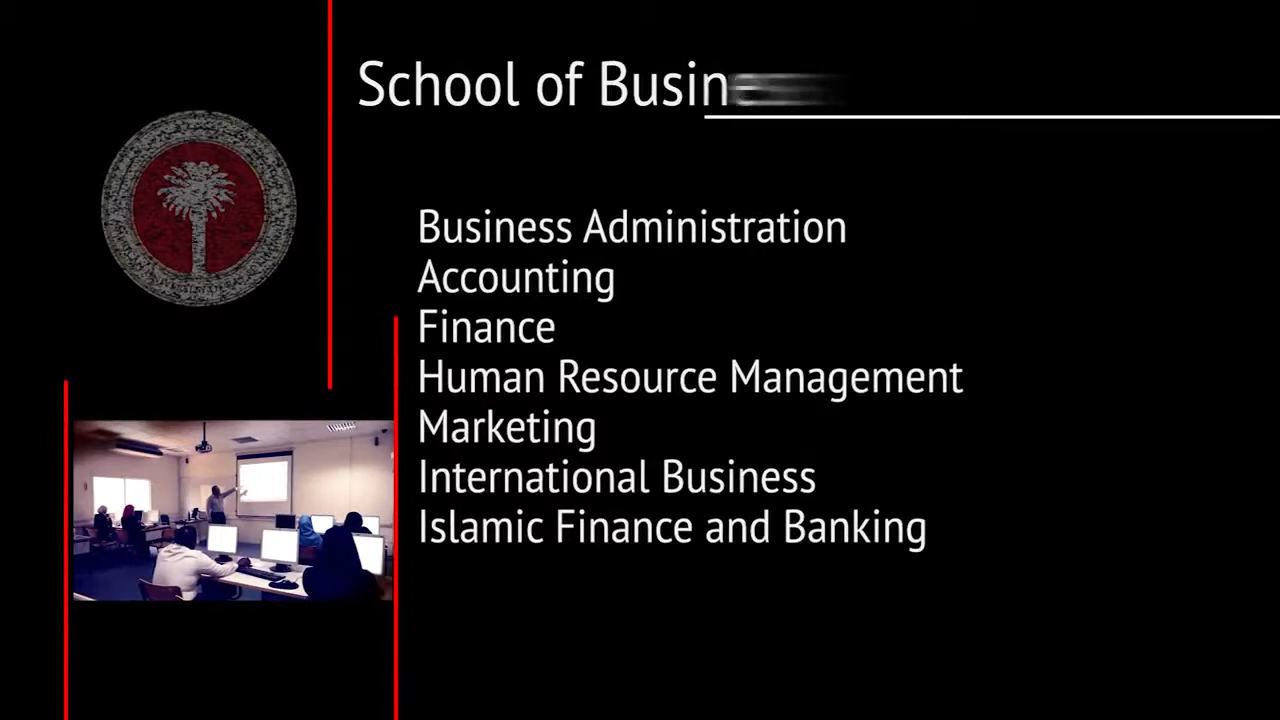 School of Busin
Business Administration
Accounting
Finance
Human Resource Management
Marketing
International Business
Islamic Finance and Banking